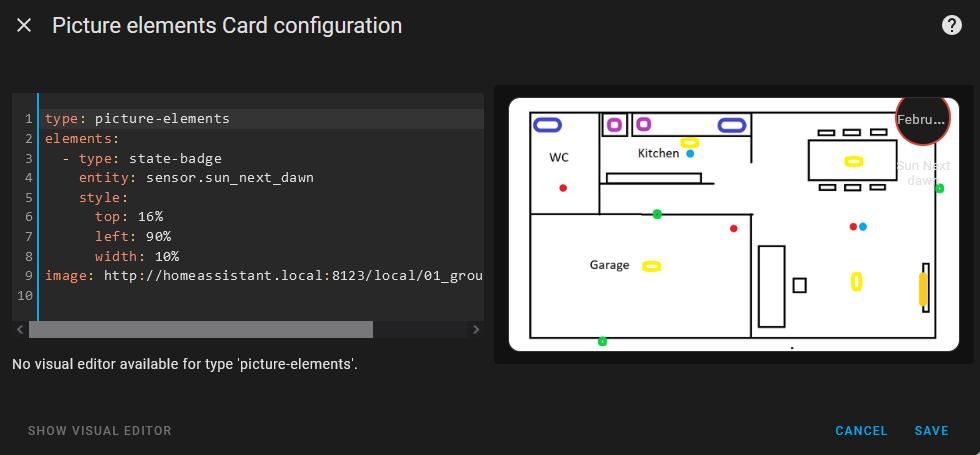 Picture elements Card configuration
?
1 type: picture-elements
2 elements:
3 - type: state-badge
4 entity: sensor.sun_next_dawn
5 style:
6 top: 16%
7 left: 90%
8 width: 10%
9 image: http://homeassistant.local:8123/local/01_grou
10
No visual editor available for type 'picture-elements'.
WC
Kitchen
Garage
Febru...
Sun Next
dawn
SHOW VISUAL EDITOR
CANCEL
SAVE